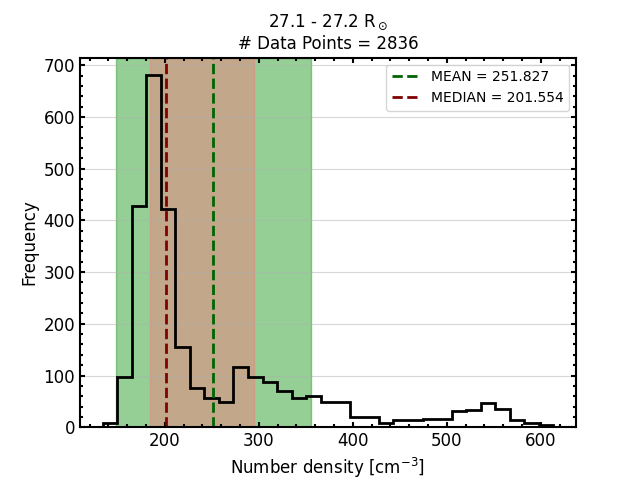 27.1 - 27.2 R⊙
# Data Points = 2836
MEAN = 251.827
MEDIAN = 201.554
700
600
500
400
300
200
100
0
Frequency
200 300 400 500 600
Number density [cm⁻³]